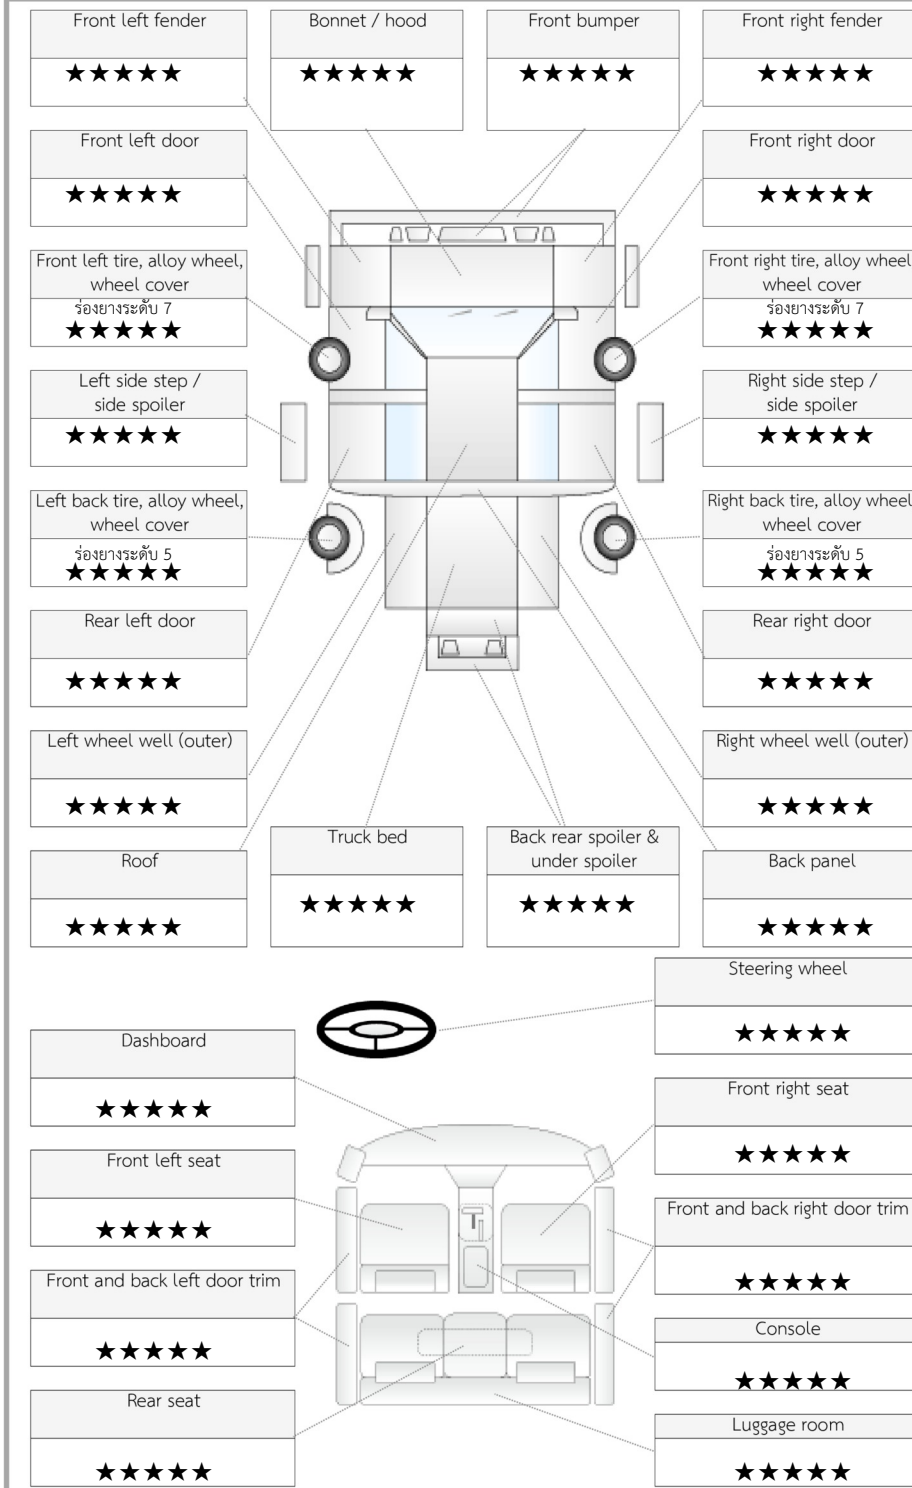 Front left fender
★★★★★
Bonnet / hood
★★★★★
Front bumper
★★★★★
Front right fender
★★★★★
Front left door
★★★★★
Front right door
★★★★★
Front left tire, alloy wheel,
wheel cover
ร่องยางระดับ 7
★★★★★
Front right tire, alloy wheel
wheel cover
ร่องยางระดับ 7
★★★★★
Left side step /
side spoiler
★★★★★
Right side step /
side spoiler
★★★★★
Left back tire, alloy wheel,
wheel cover
ร่องยางระดับ 5
★★★★★
Right back tire, alloy wheel
wheel cover
ร่องยางระดับ 5
★★★★★
Rear left door
★★★★★
Rear right door
★★★★★
Left wheel well (outer)
★★★★★
Right wheel well (outer)
★★★★★
Roof
★★★★★
Truck bed
★★★★★
Back rear spoiler &
under spoiler
★★★★★
Back panel
★★★★★
Steering wheel
★★★★★
Dashboard
★★★★★
Front right seat
★★★★★
Front left seat
★★★★★
Front and back right door trim
★★★★★
Front and back left door trim
★★★★★
Console
★★★★★
Rear seat
★★★★★
Luggage room
★★★★★